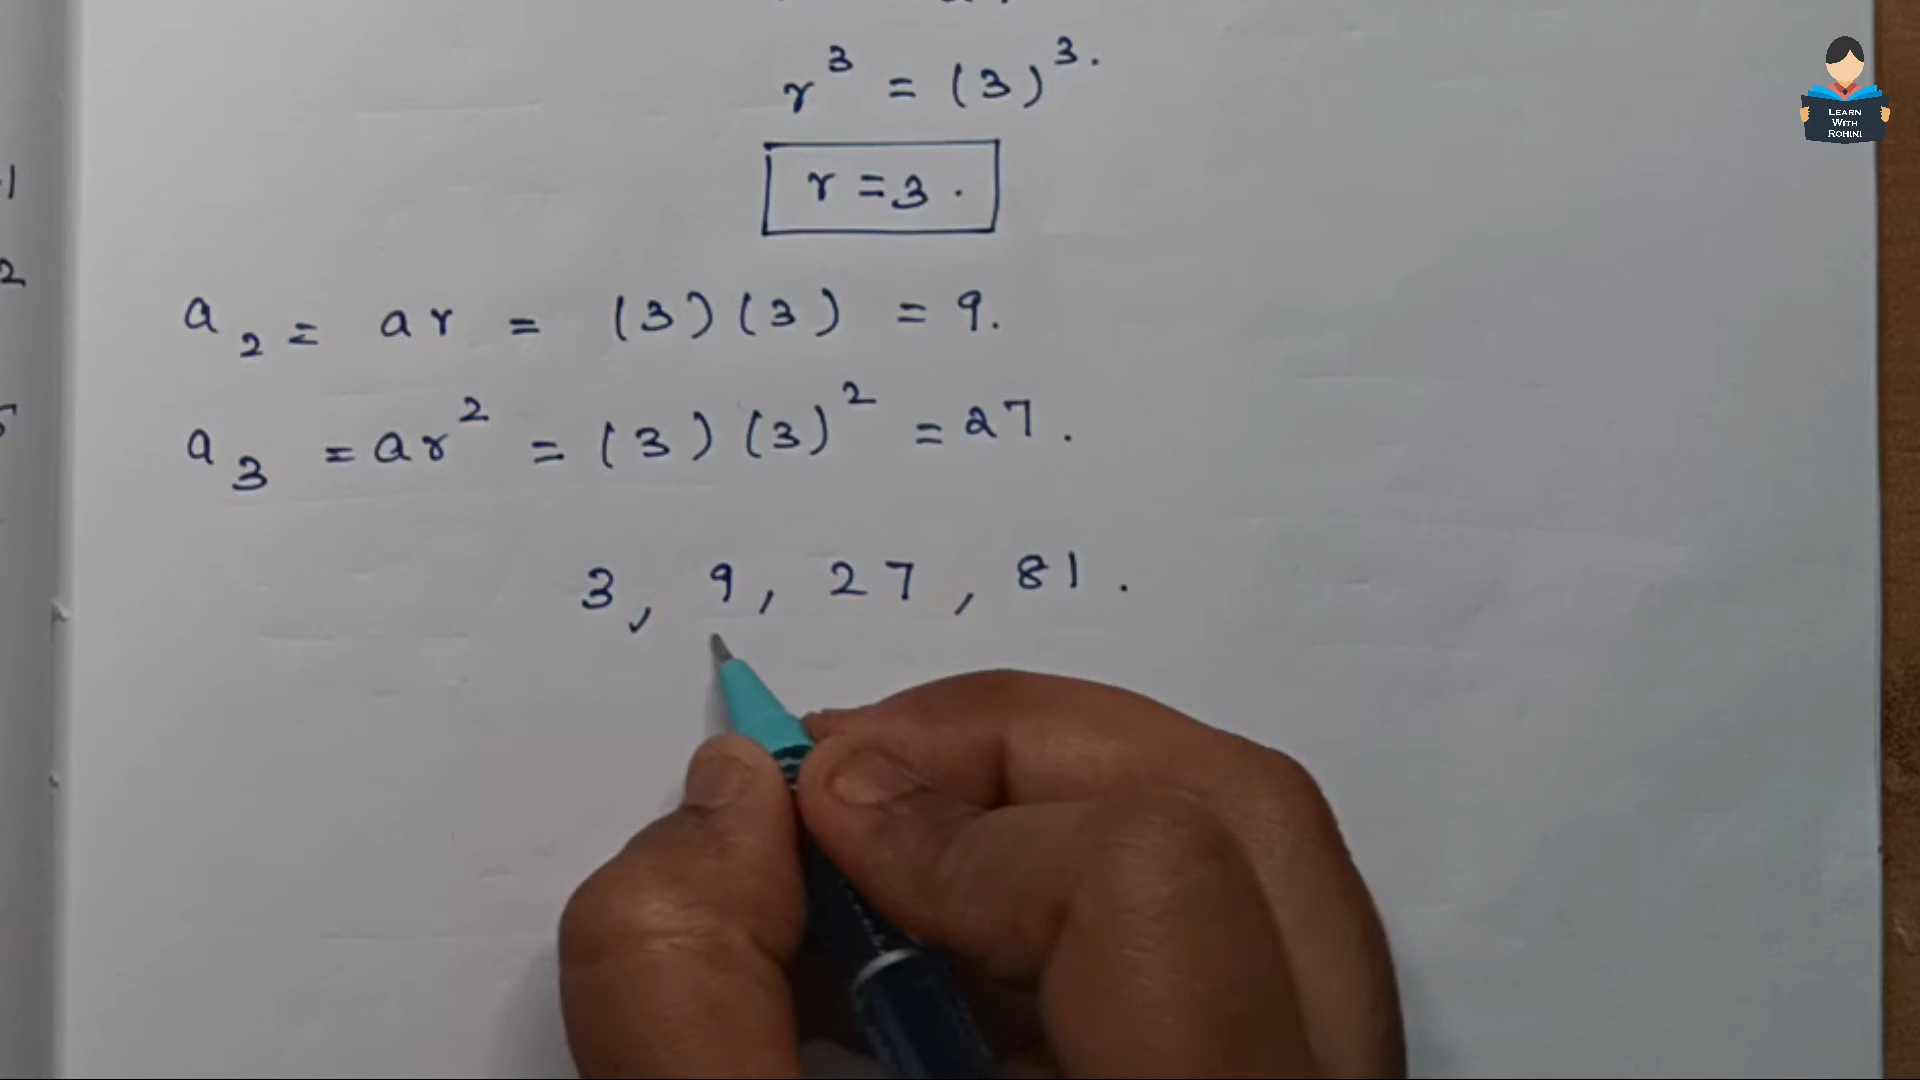 r³ = (3)³.
r = 3.
a₂ = ar = (3)(3) = 9.
a₃ = ar² = (3)(3)² = 27.
3, 9, 27, 81.
LEARN
WITH
ROHINI